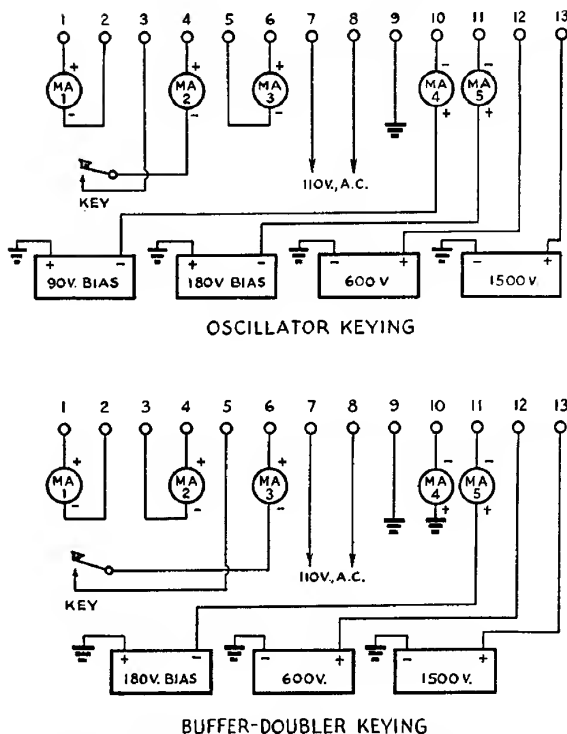 1 2 3 4 5 6 7 8 9 10 11 12 13
+ + + - -
MA 1 MA 2 MA 3 MA 4 MA 5
- - - + +
KEY
110V., A.C.
+ - + - - + - +
90V. BIAS 180V BIAS 600V 1500V.
OSCILLATOR KEYING
1 2 3 4 5 6 7 8 9 10 11 12 13
+ + + - -
MA 1 MA 2 MA 3 MA 4 MA 5
- - - + +
KEY
110V., A.C.
+ - - + - +
180V. BIAS 600V. 1500V.
BUFFER-DOUBLER KEYING